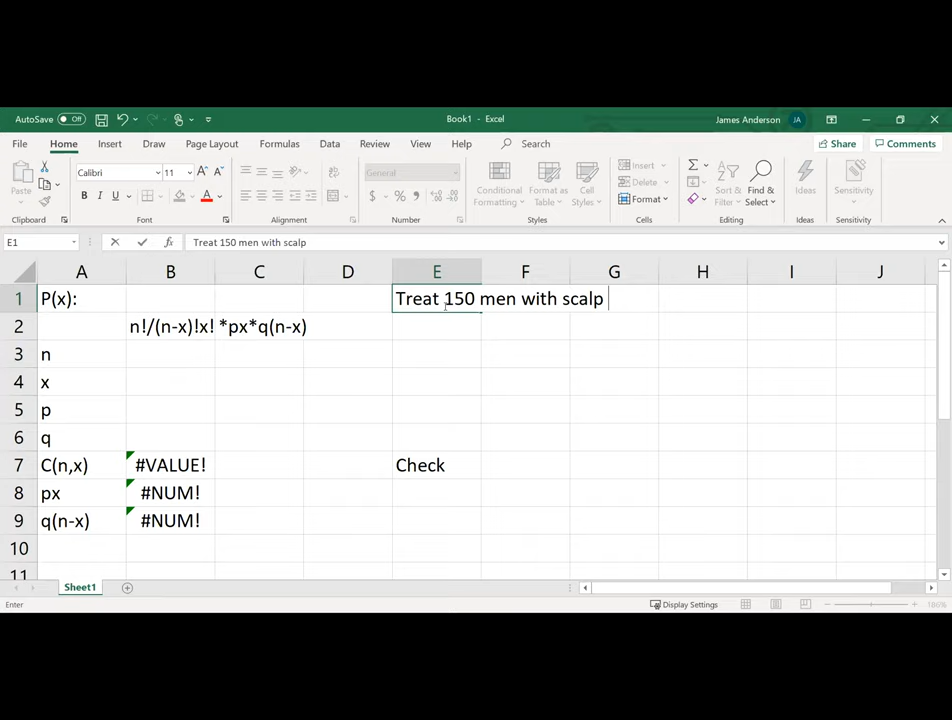 AutoSave Off Book1 - Excel James Anderson JA
File Home Insert Draw Page Layout Formulas Data Review View Help Search Share Comments
Paste Calibri 11 A A General Conditional Formatting Format as Table Cell Styles Insert Delete Format Sort & Filter Find & Select Ideas Sensitivity
B I U A $ % ,
Clipboard Font Alignment Number Styles Cells Editing Ideas Sensitivity
E1 fx Treat 150 men with scalp
A B C D E F G H I J
1 P(x): Treat 150 men with scalp
2 n!/(n-x)!x! *px*q(n-x)
3 n
4 x
5 p
6 q
7 C(n,x) #VALUE! Check
8 px #NUM!
9 q(n-x) #NUM!
10
11
Sheet1
Enter Display Settings 186%